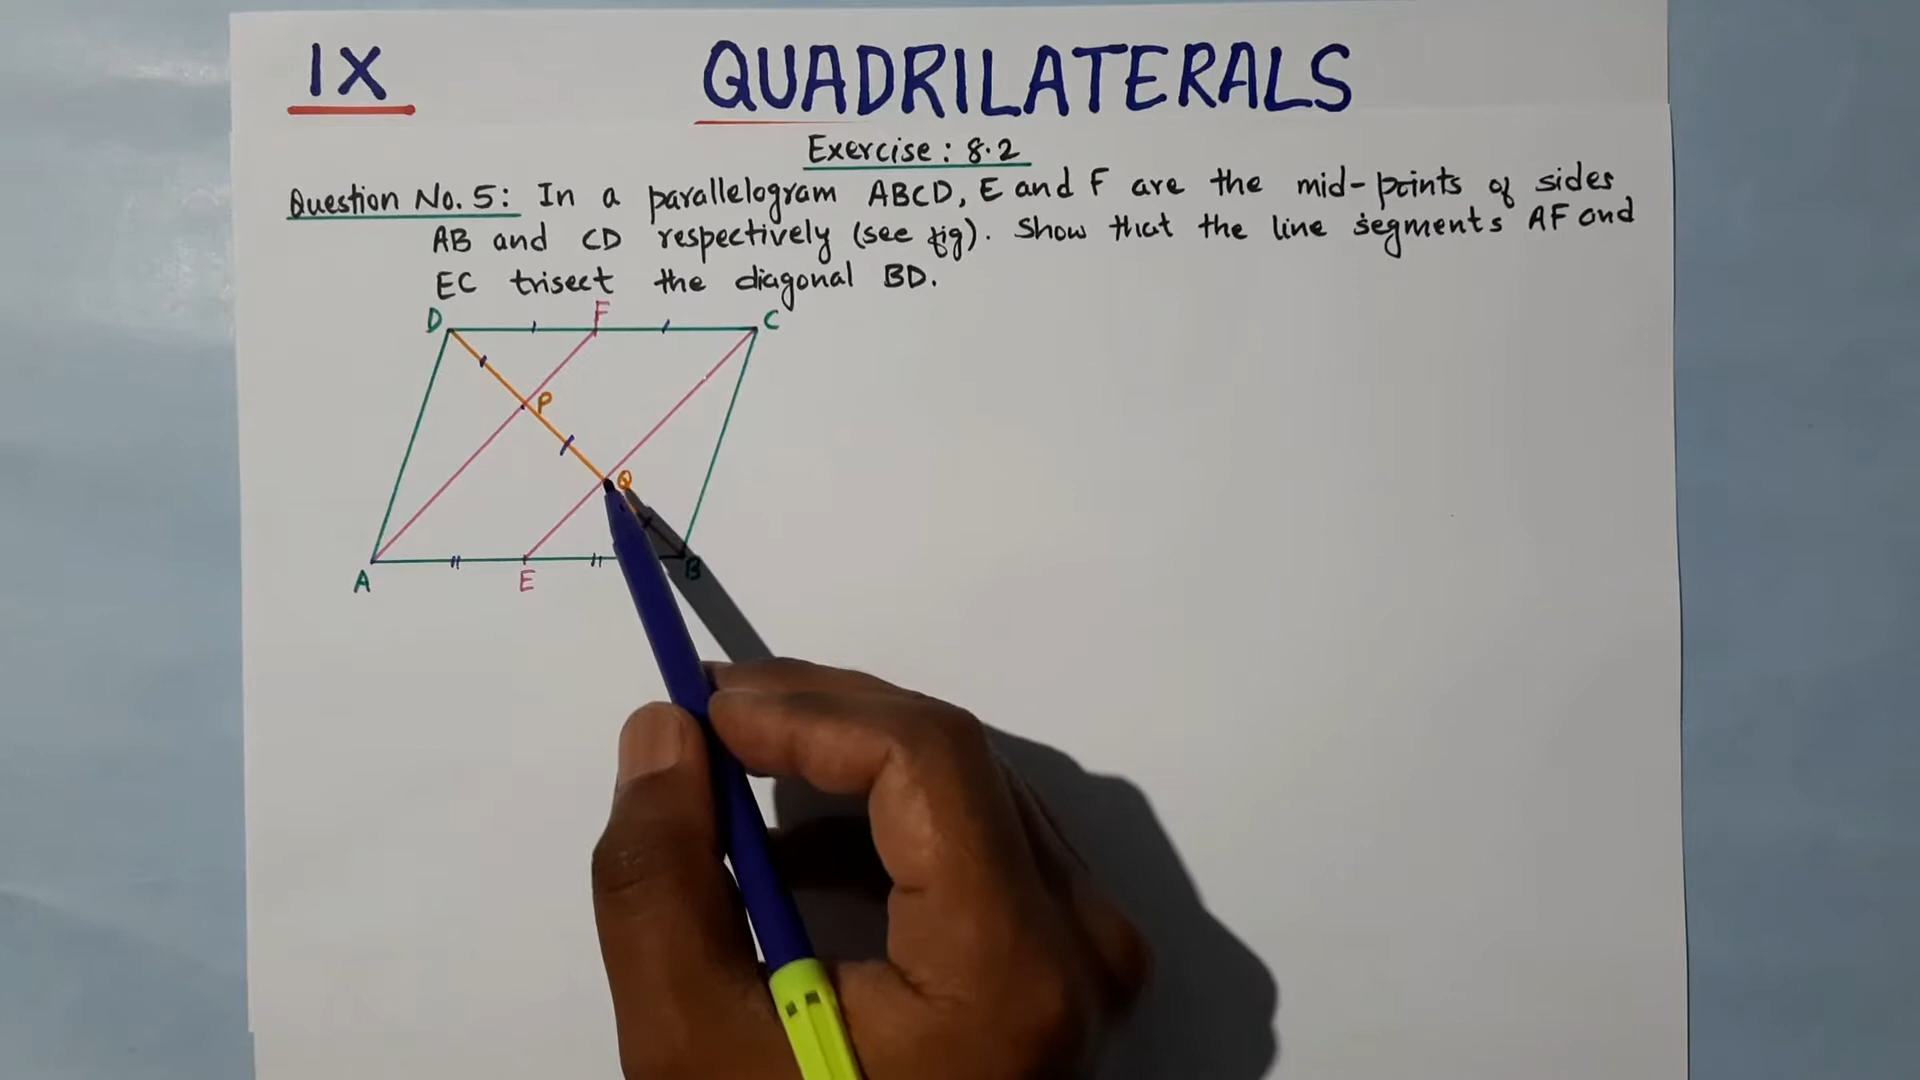 IX QUADRILATERALS
Exercise: 8.2
Question No. 5: In a parallelogram ABCD, E and F are the mid-points of sides
AB and CD respectively (see fig). Show that the line segments AF and
EC trisect the diagonal BD.
D F C
P
Q
A E B